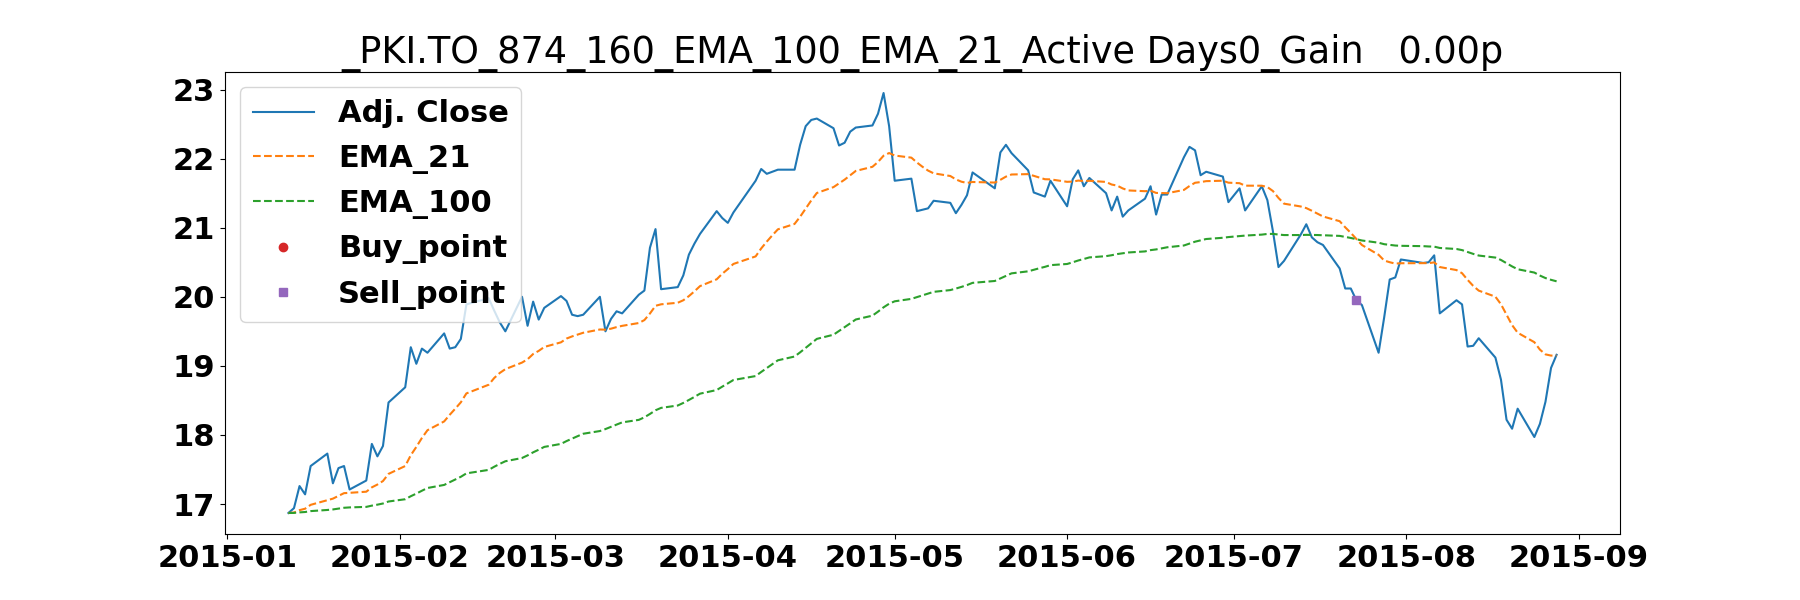 _PKI.TO_874_160_EMA_100_EMA_21_Active Days0_Gain   0.00p
23
22
21
20
19
18
17
Adj. Close
EMA_21
EMA_100
Buy_point
Sell_point
2015-01 2015-02 2015-03 2015-04 2015-05 2015-06 2015-07 2015-08 2015-09